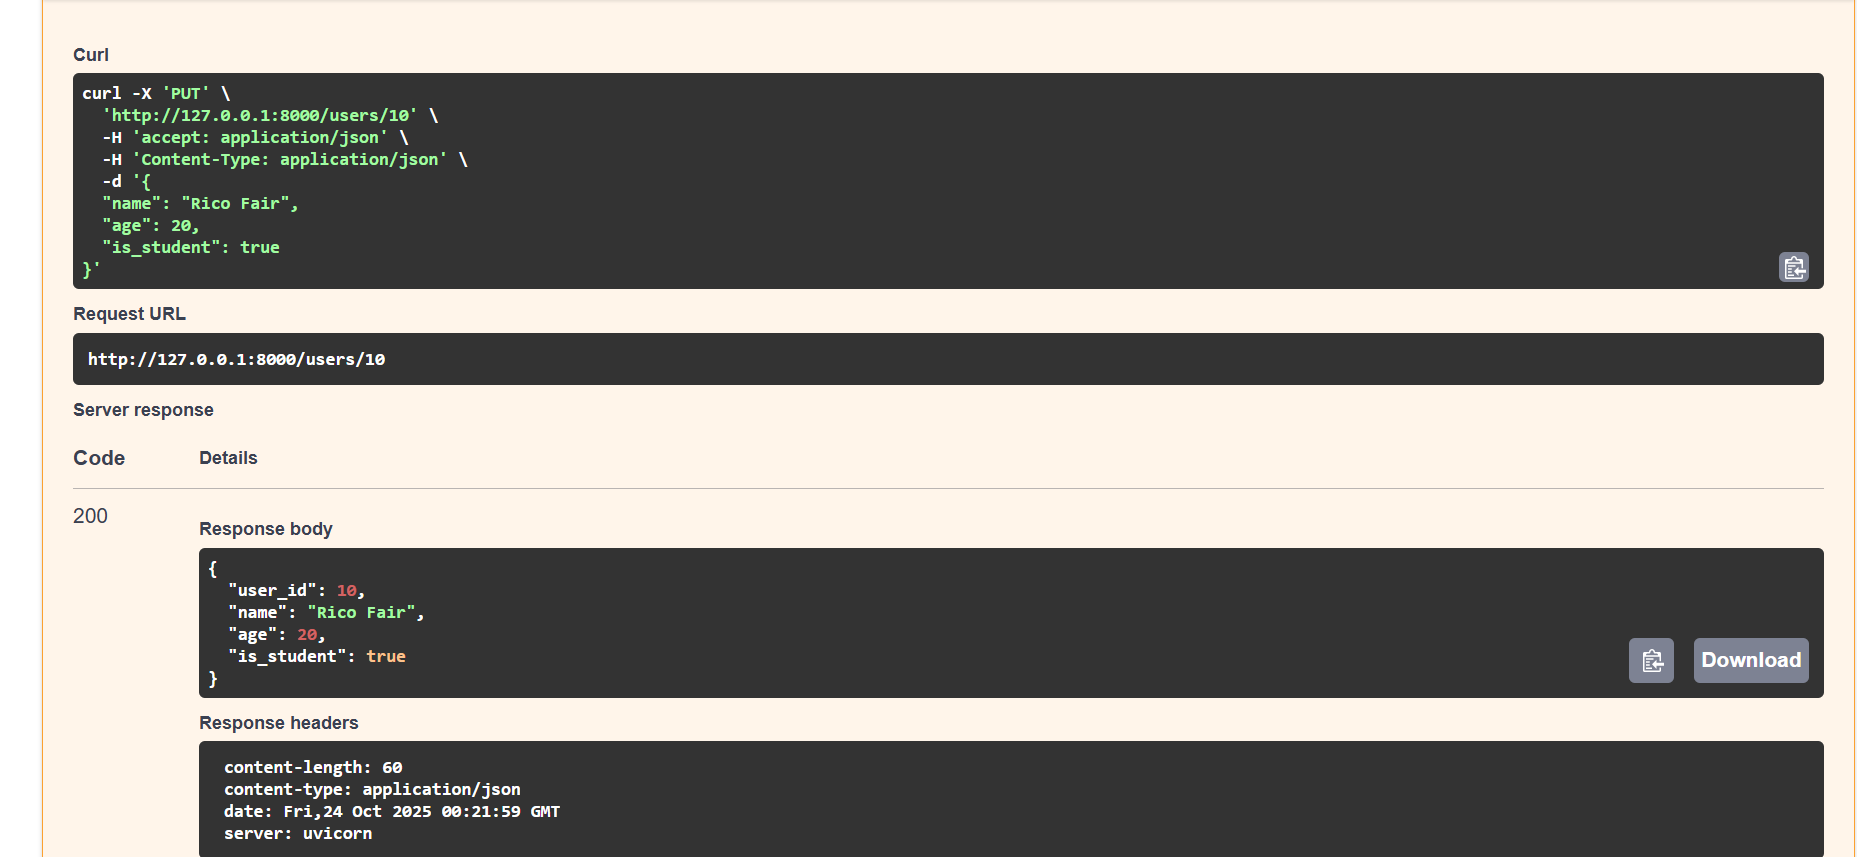 Curl
curl -X 'PUT' \
  'http://127.0.0.1:8000/users/10' \
  -H 'accept: application/json' \
  -H 'Content-Type: application/json' \
  -d '{
  "name": "Rico Fair",
  "age": 20,
  "is_student": true
}'
Request URL
http://127.0.0.1:8000/users/10
Server response
Code Details
200
Response body
{
  "user_id": 10,
  "name": "Rico Fair",
  "age": 20,
  "is_student": true
}
Download
Response headers
content-length: 60
content-type: application/json
date: Fri,24 Oct 2025 00:21:59 GMT
server: uvicorn